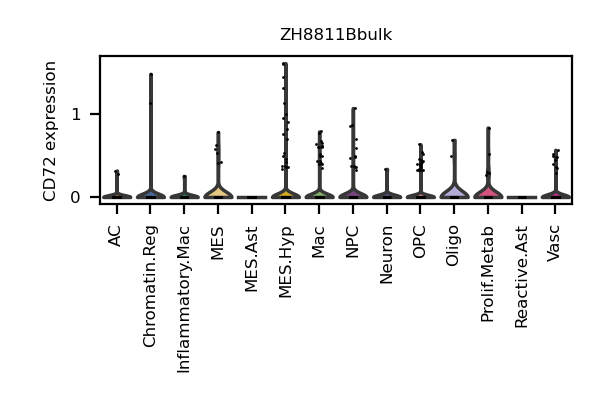 ZH8811Bbulk
CD72 expression
1
0
AC
Chromatin.Reg
Inflammatory.Mac
MES
MES.Ast
MES.Hyp
Mac
NPC
Neuron
OPC
Oligo
Prolif.Metab
Reactive.Ast
Vasc